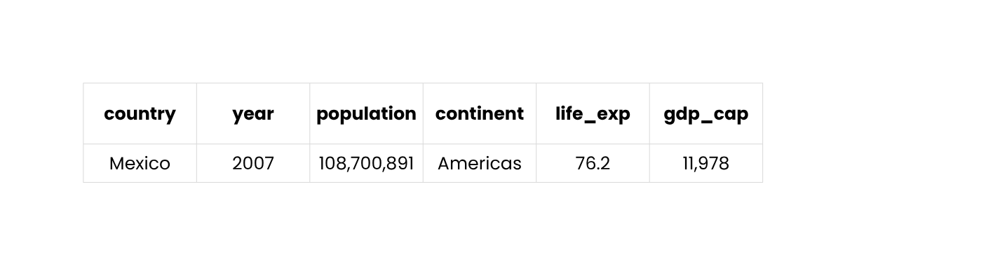 country year population continent life_exp gdp_cap
Mexico 2007 108,700,891 Americas 76.2 11,978